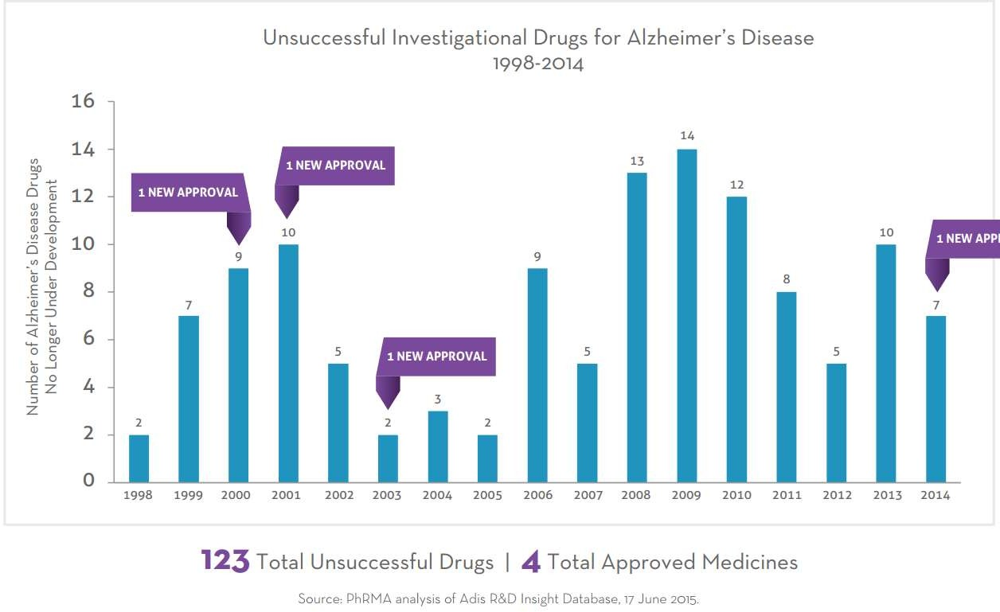 Unsuccessful Investigational Drugs for Alzheimer's Disease
1998-2014
Number of Alzheimer's Disease Drugs
No Longer Under Development
16
14
12
10
8
6
4
2
0
1 NEW APPROVAL
1 NEW APPROVAL
1 NEW APPROVAL
1 NEW
2
7
9
10
5
2
3
2
9
5
13
14
12
8
5
10
7
1998 1999 2000 2001 2002 2003 2004 2005 2006 2007 2008 2009 2010 2011 2012 2013 2014
123 Total Unsuccessful Drugs | 4 Total Approved Medicines
Source: PhRMA analysis of Adis R&D Insight Database, 17 June 2015.